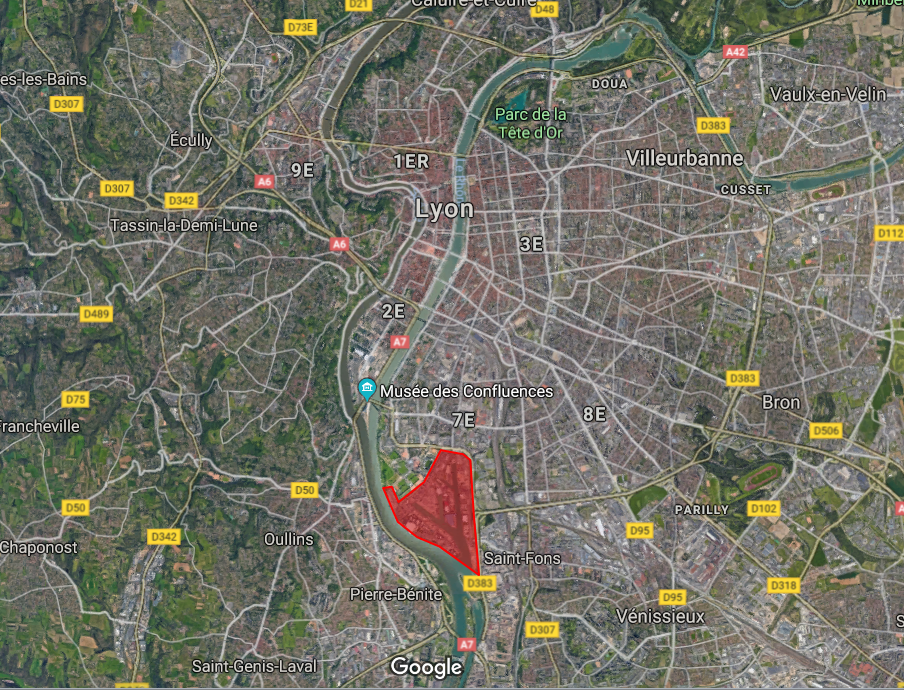 D21
Caluire-et-Cuire
D48
D73E
A42
es-les-Bains
D307
DOUA
Vaulx-en-Velin
Parc de la
Tête d'Or
D383
Écully
9E
1ER
Villeurbanne
A6
D307
D342
CUSSET
Lyon
Tassin-la-Demi-Lune
A6
3E
D112
D489
2E
A7
D383
Musée des Confluences
D75
Bron
7E
8E
rancheville
D506
D50
D50
PARILLY
D102
D342
Oullins
D95
Chaponost
Saint-Fons
D383
D318
Pierre-Bénite
D95
Vénissieux
D307
A7
Saint-Genis-Laval
Google